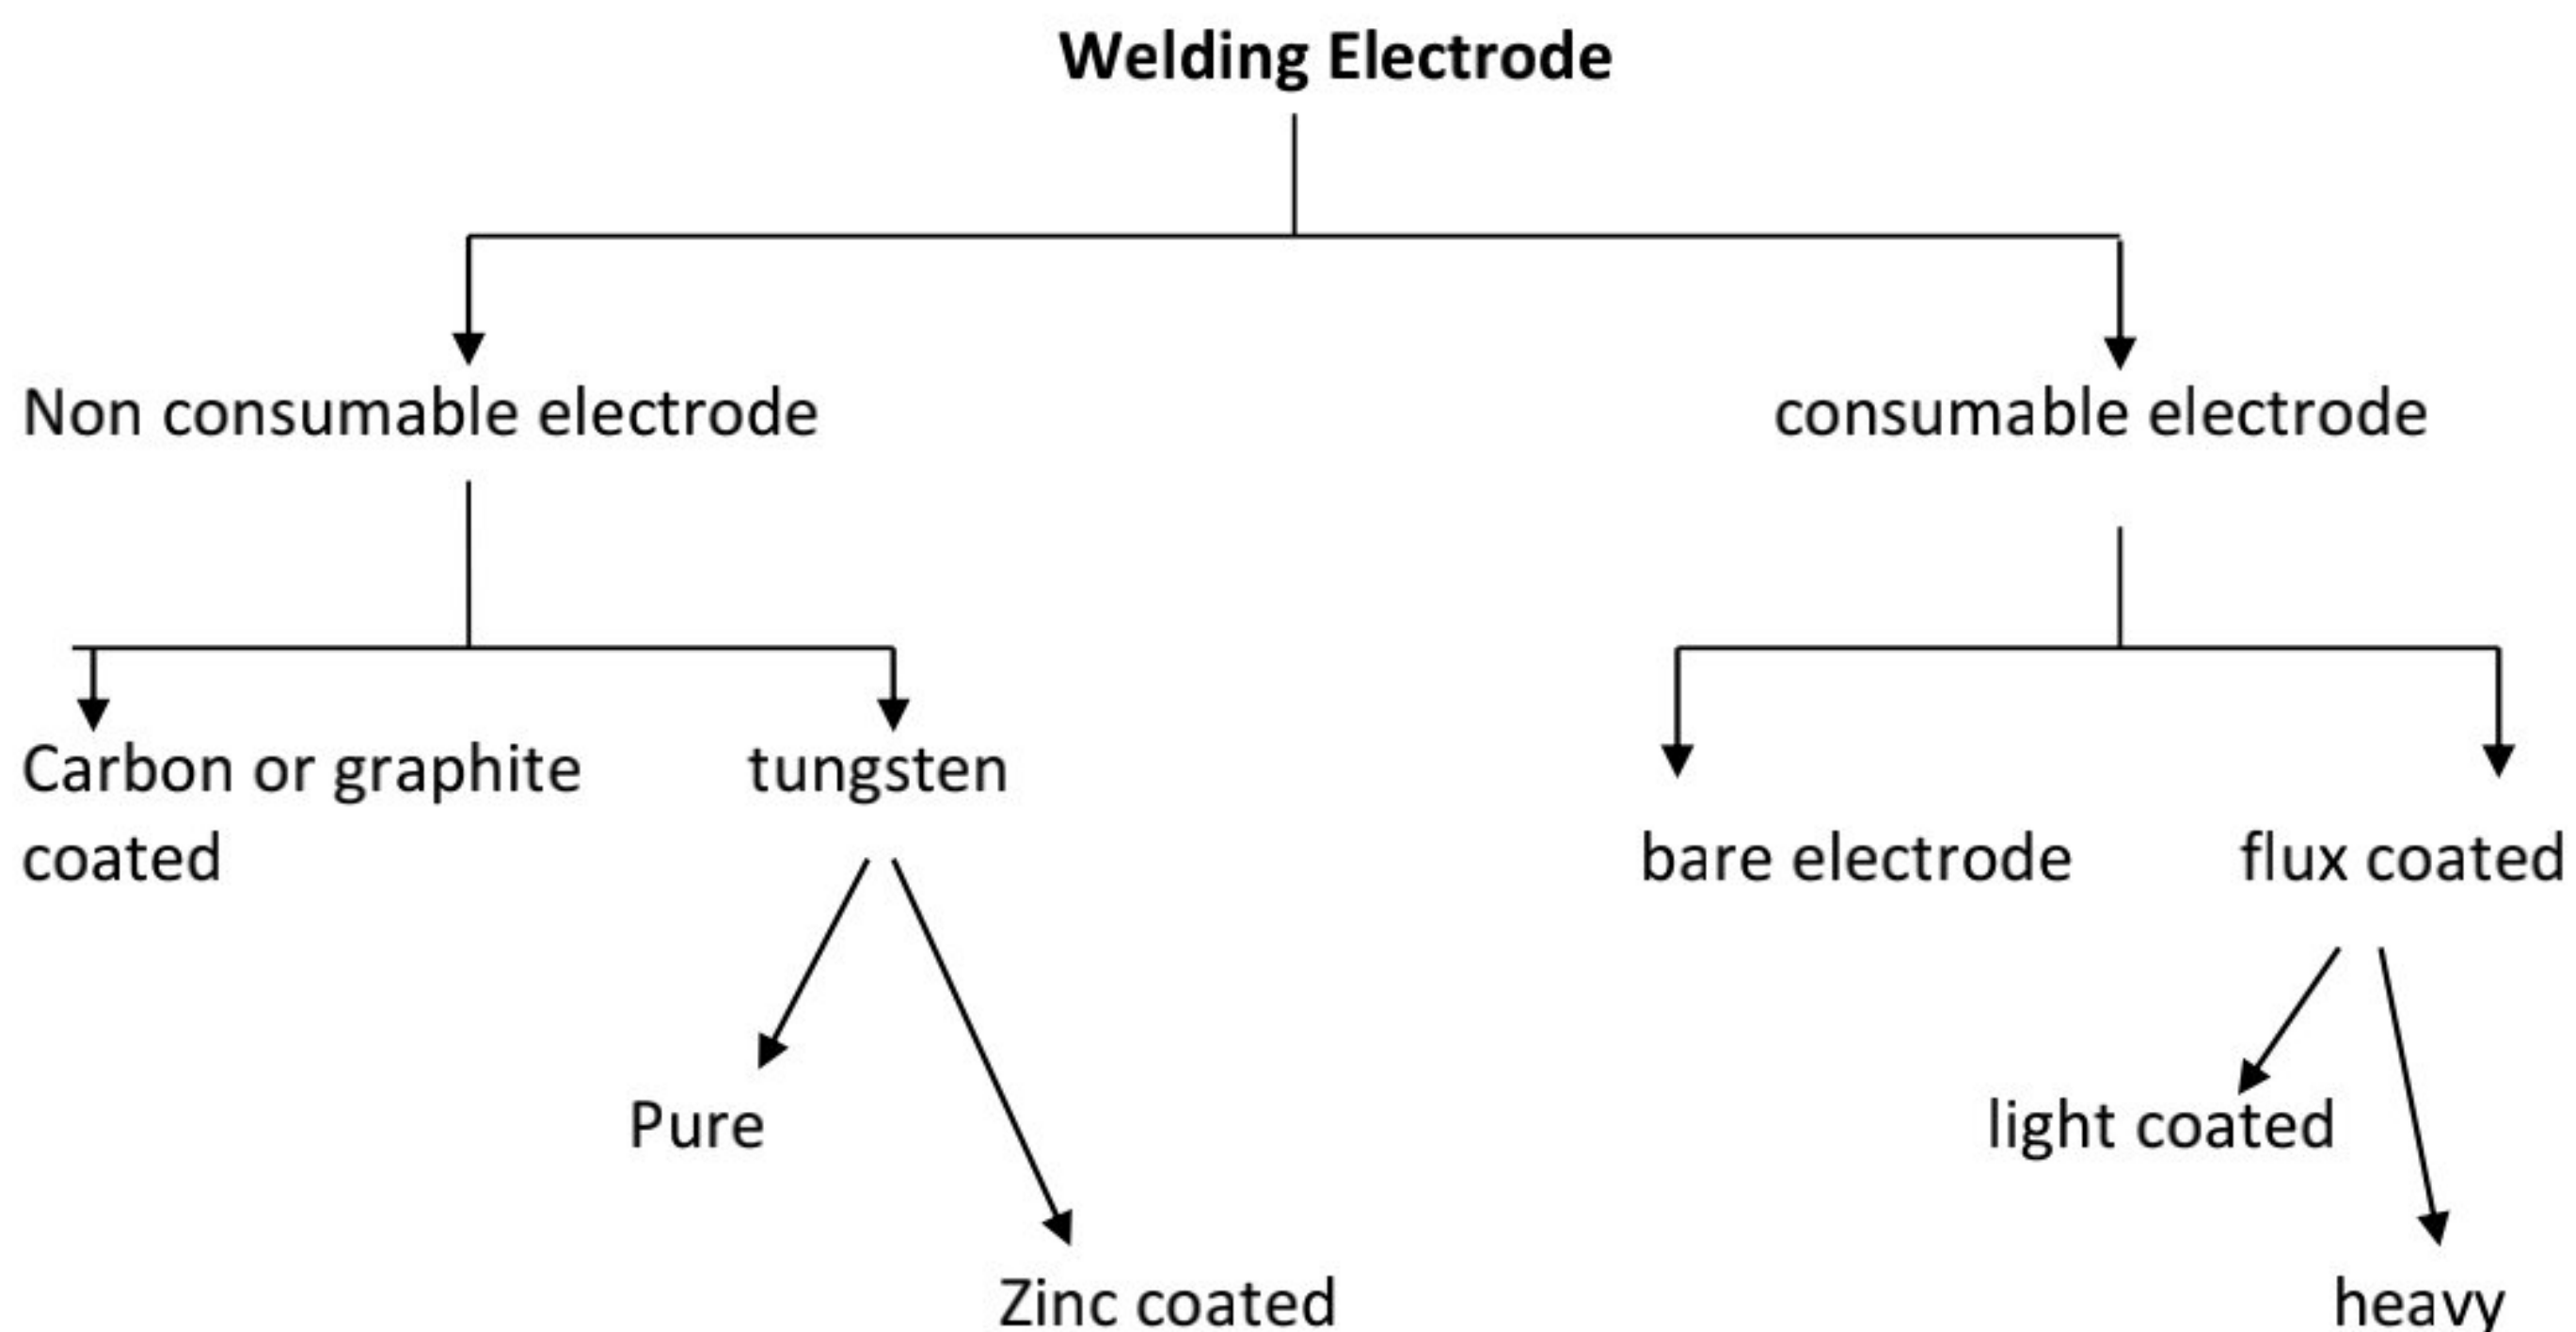 Welding Electrode
Non consumable electrode
consumable electrode
Carbon or graphite
coated
tungsten
bare electrode
flux coated
Pure
light coated
Zinc coated
heavy